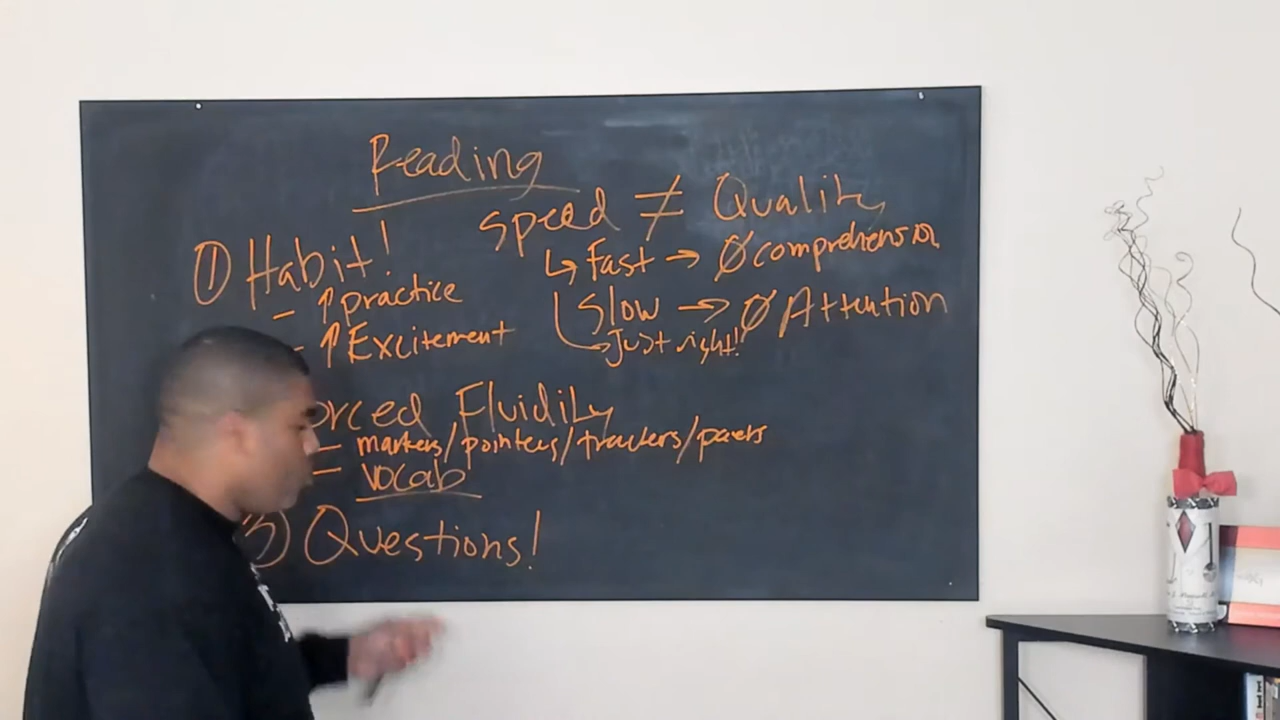 Reading
speed ≠ Quality
① Habit!
↳ Fast → Ø comprehension
- ↑ practice
↳ Slow → Ø Attention
- ↑ Excitement
→ Just right!
orced Fluidity
- markers/pointers/trackers/pacers
- vocab
3) Questions!